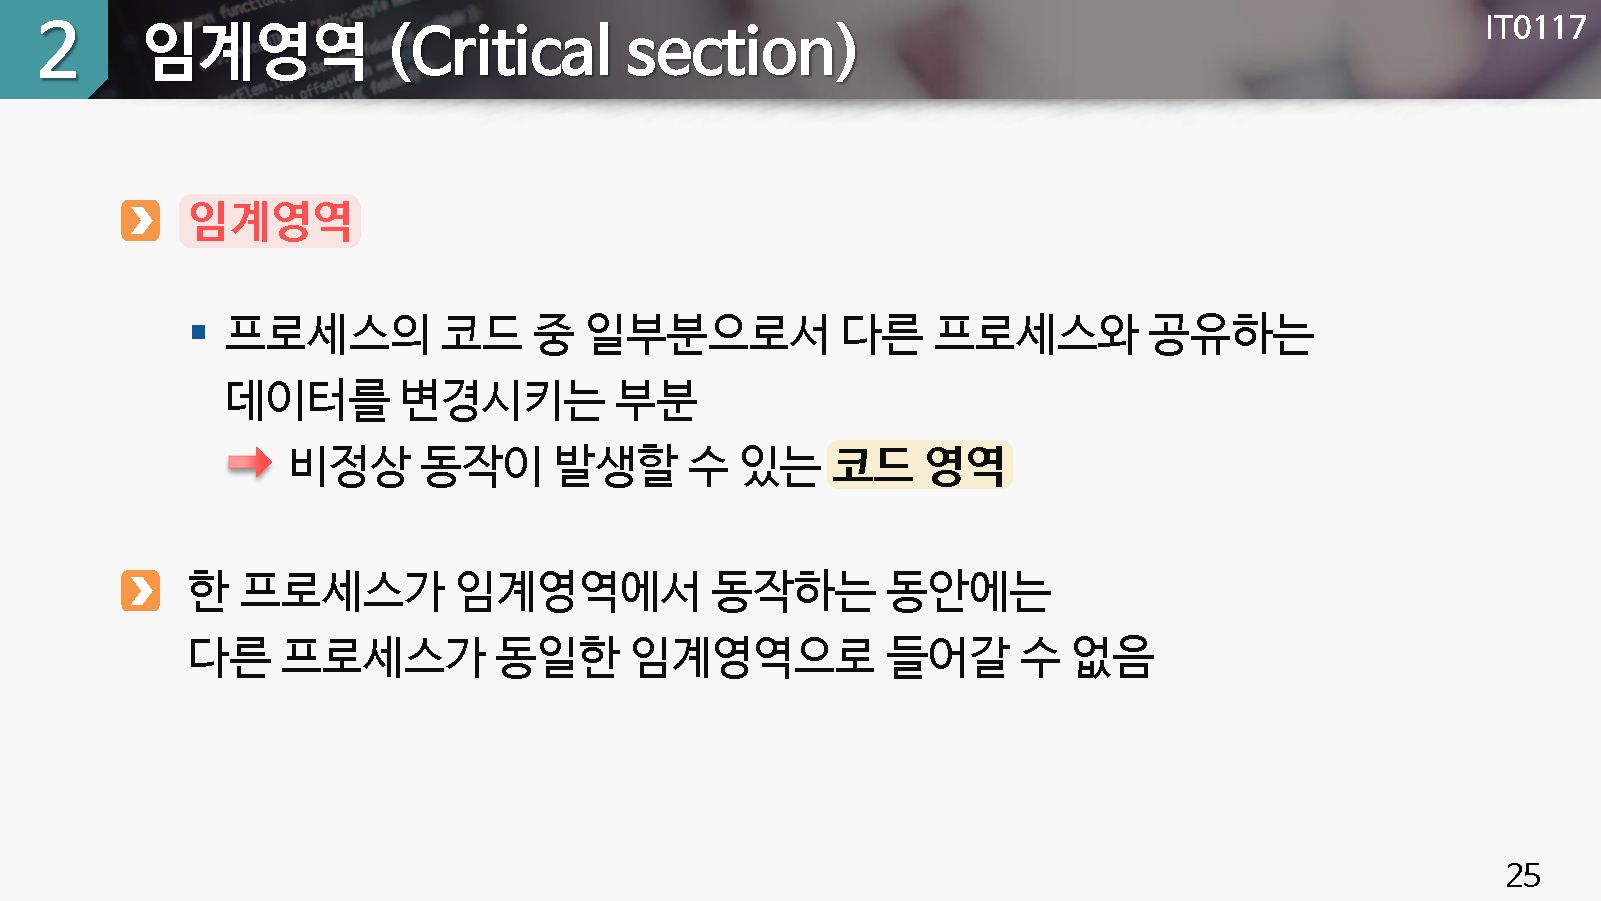 2 임계영역 (Critical section)
IT0117
임계영역
프로세스의 코드 중 일부분으로서 다른 프로세스와 공유하는
데이터를 변경시키는 부분
➡ 비정상 동작이 발생할 수 있는 코드 영역
한 프로세스가 임계영역에서 동작하는 동안에는
다른 프로세스가 동일한 임계영역으로 들어갈 수 없음
25